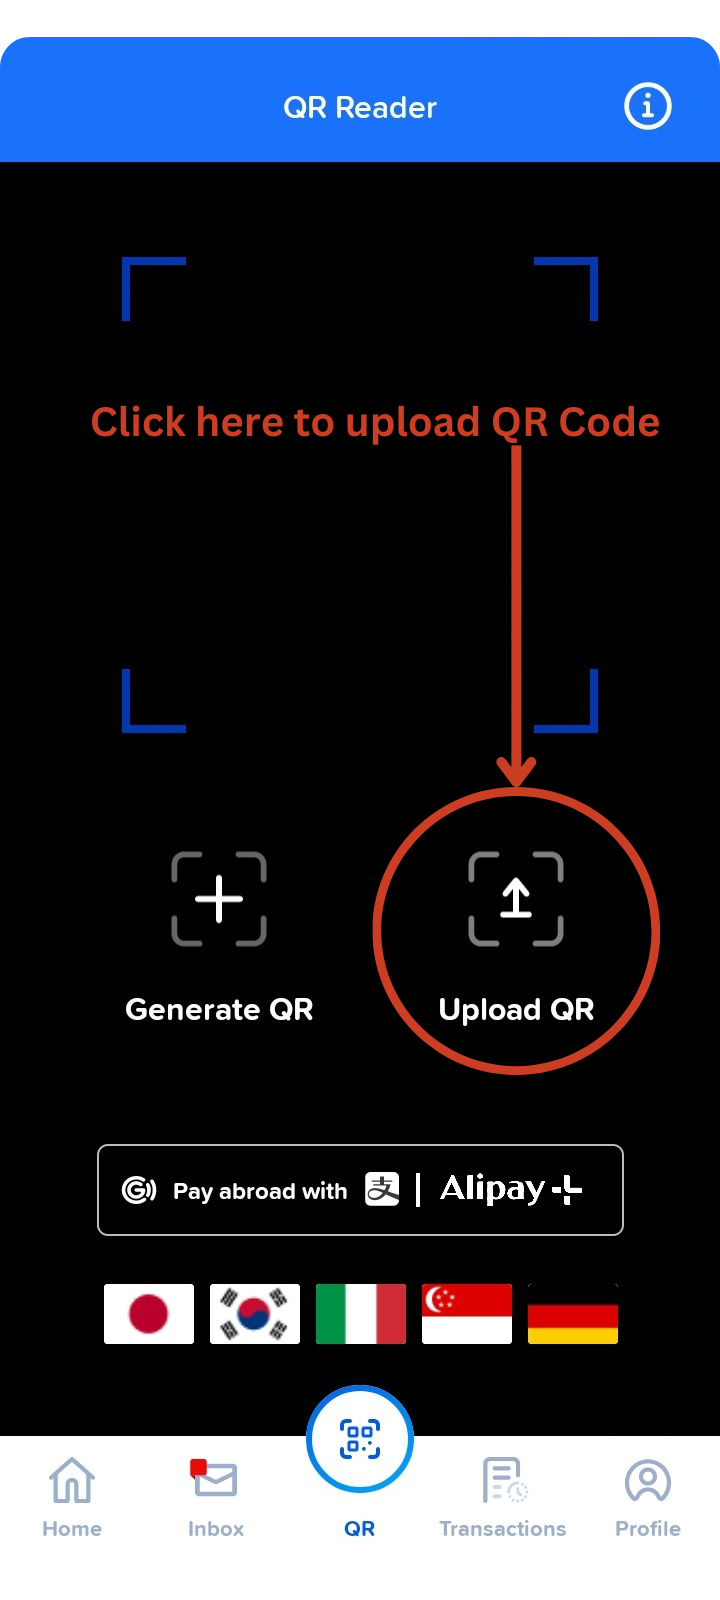 QR Reader
Click here to upload QR Code
Generate QR
Upload QR
Pay abroad with 支 | Alipay+
Home
Inbox
QR
Transactions
Profile